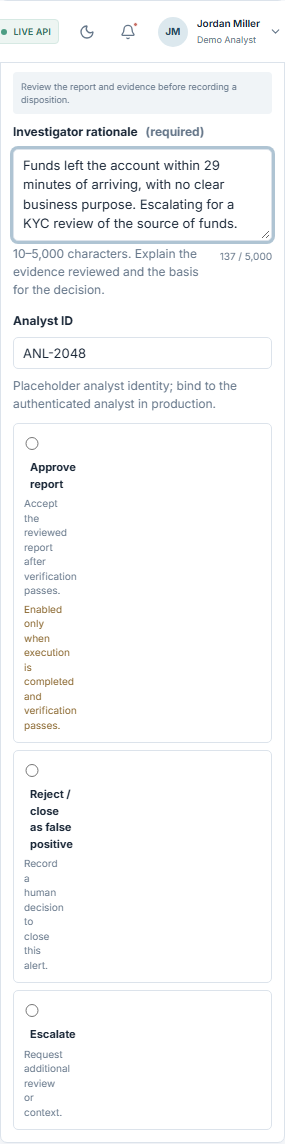 LIVE API
JM
Jordan Miller
Demo Analyst
Review the report and evidence before recording a
disposition.
Investigator rationale (required)
Funds left the account within 29
minutes of arriving, with no clear
business purpose. Escalating for a
KYC review of the source of funds.
10–5,000 characters. Explain the
evidence reviewed and the basis
for the decision.
137 / 5,000
Analyst ID
ANL-2048
Placeholder analyst identity; bind to the
authenticated analyst in production.
Approve
report
Accept
the
reviewed
report
after
verification
passes.
Enabled
only
when
execution
is
completed
and
verification
passes.
Reject /
close
as false
positive
Record
a
human
decision
to
close
this
alert.
Escalate
Request
additional
review
or
context.